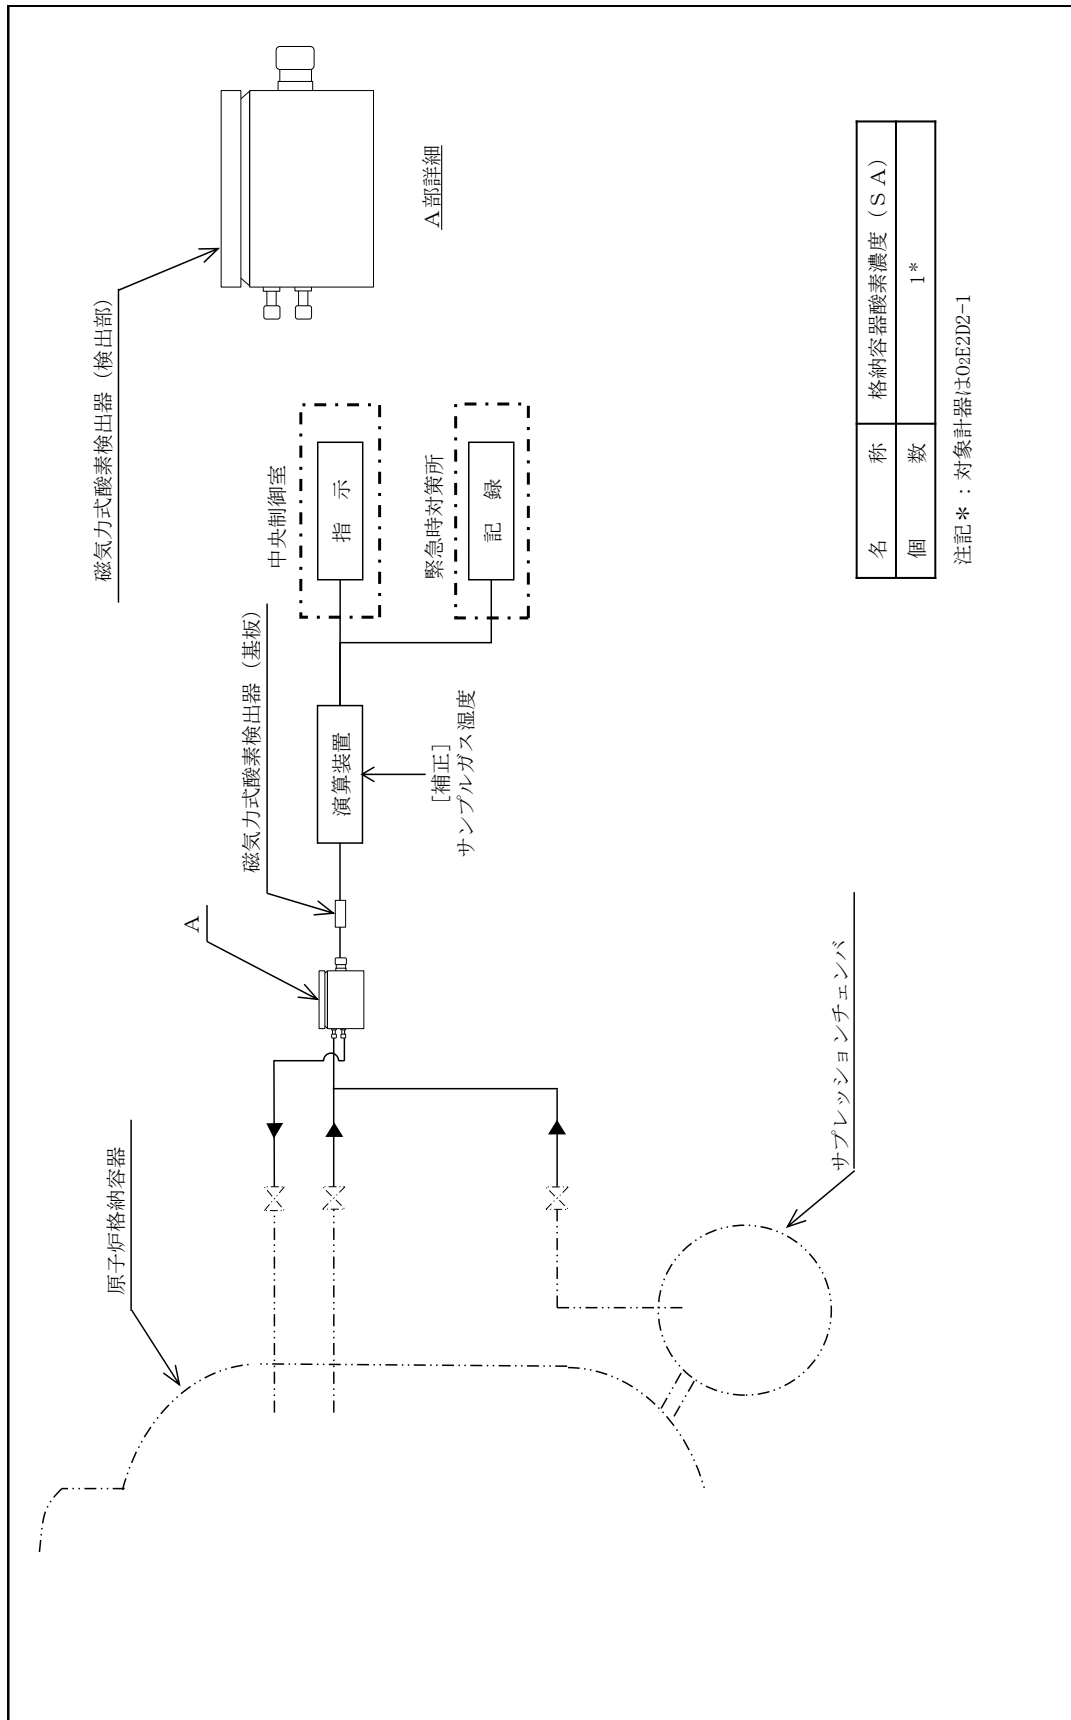 原子炉格納容器
サプレッションチェンバ
A
磁気力式酸素検出器（基板）
演算装置
[補正]
サンプルガス湿度
中央制御室
指　示
緊急時対策所
記　録
磁気力式酸素検出器（検出部）
A部詳細
名　　称　格納容器酸素濃度（ＳＡ）
個　　数　1*
注記＊：対象計器はO2E2D2-1